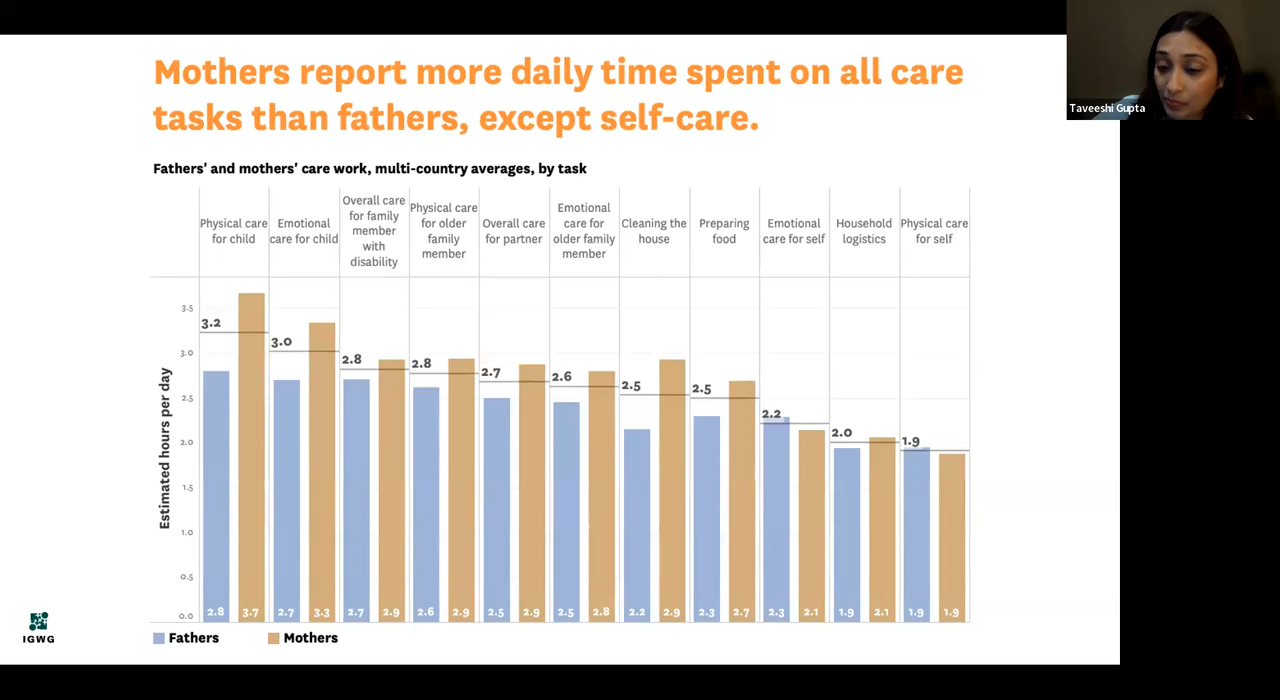 Mothers report more daily time spent on all care
tasks than fathers, except self-care.
Taveeshi Gupta
Fathers' and mothers' care work, multi-country averages, by task
Physical care
for child
Emotional
care for child
Overall care
for family
member
with
disability
Physical care
for older
family
member
Overall care
for partner
Emotional
care for
older family
member
Cleaning the
house
Preparing
food
Emotional
care for self
Household
logistics
Physical care
for self
Estimated hours per day
3.5
3.0
2.5
2.0
1.5
1.0
0.5
0.0
3.2
3.0
2.8
2.8
2.7
2.6
2.5
2.5
2.2
2.0
1.9
2.8 3.7 2.7 3.3 2.7 2.9 2.6 2.9 2.5 2.9 2.5 2.8 2.2 2.9 2.3 2.7 2.3 2.1 1.9 2.1 1.9 1.9
Fathers Mothers
IGWG